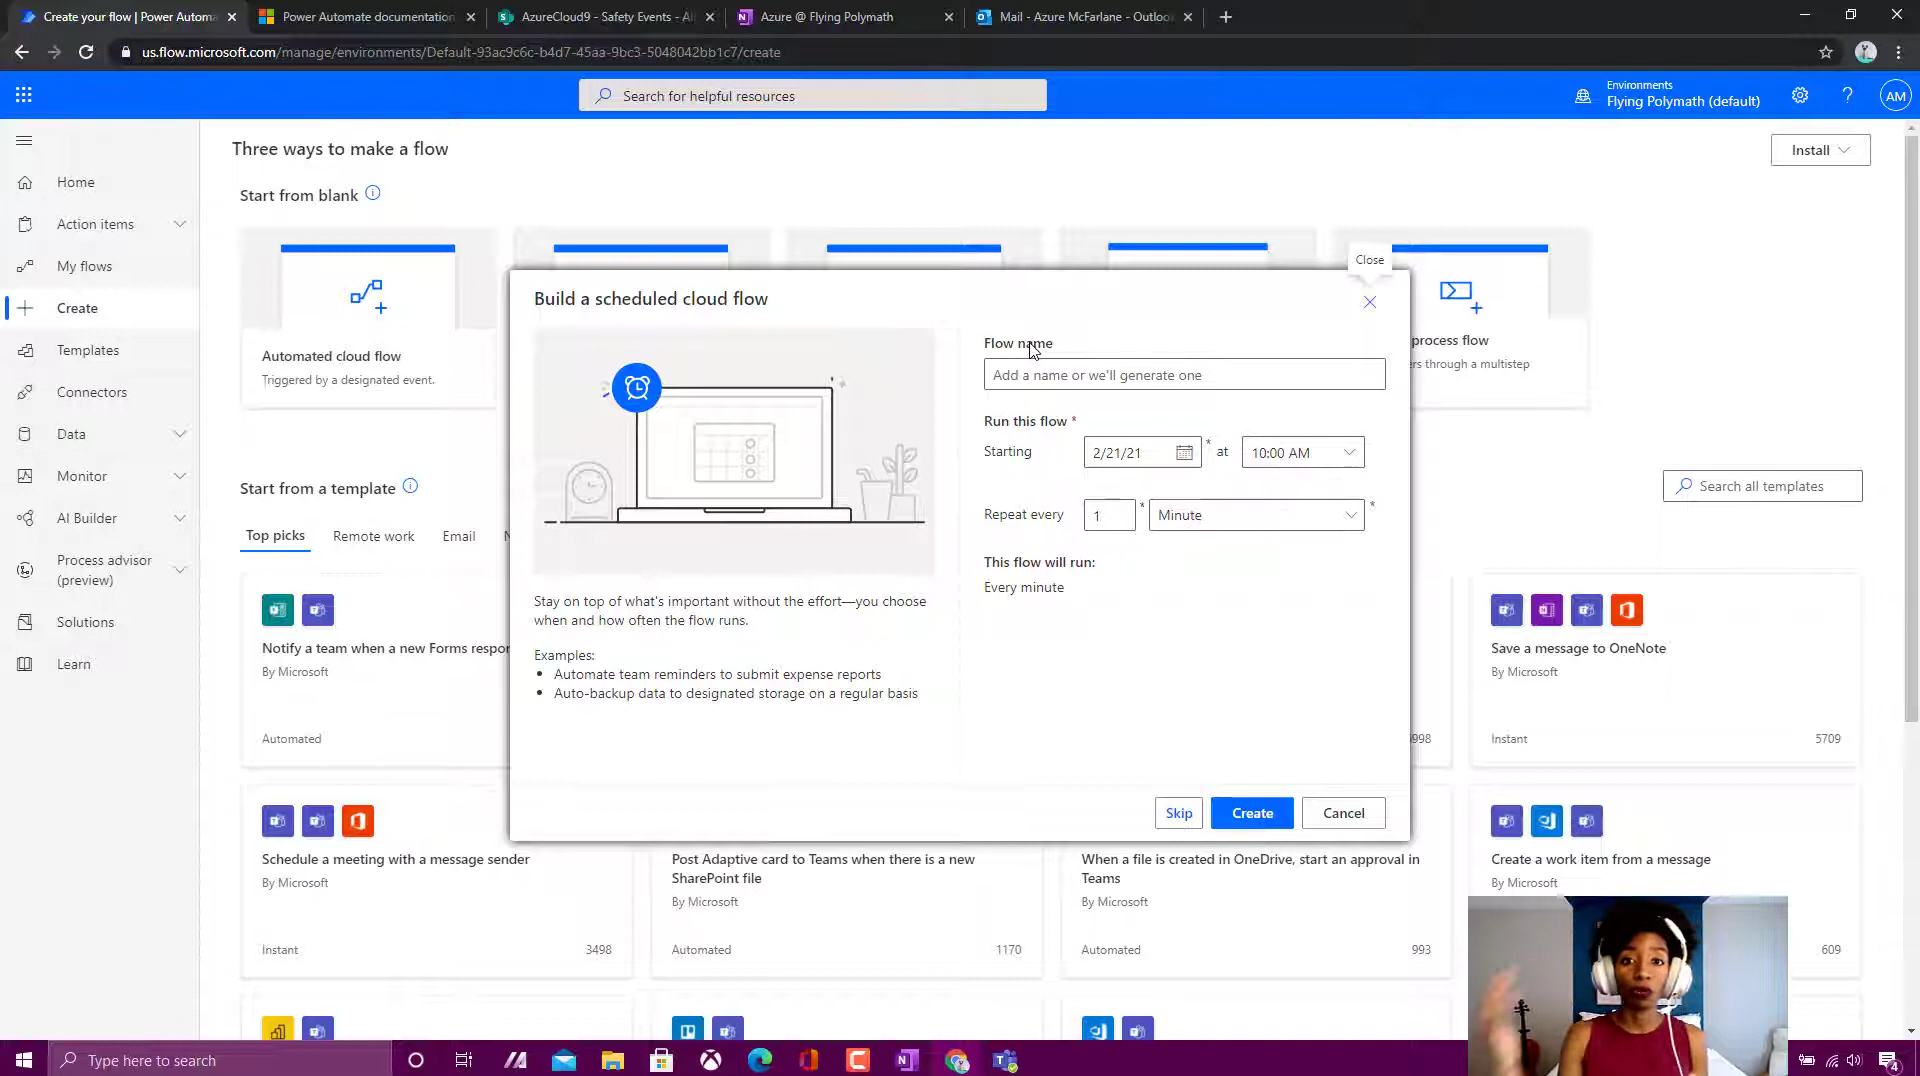 Create your flow | Power Automa
Power Automate documentation
AzureCloud9 - Safety Events - Al
Azure @ Flying Polymath
Mail - Azure McFarlane - Outloo
us.flow.microsoft.com/manage/environments/Default-93ac9c6c-b4d7-45aa-9bc3-5048042bb1c7/create
Search for helpful resources
Environments
Flying Polymath (default)
?
AM
Three ways to make a flow
Install
Start from blank
Home
Action items
My flows
Create
Templates
Connectors
Data
Monitor
AI Builder
Process advisor
(preview)
Solutions
Learn
Automated cloud flow
Triggered by a designated event.
process flow
ers through a multistep
Close
Build a scheduled cloud flow
Flow name
Add a name or we'll generate one
Run this flow *
Starting
2/21/21
*
at
10:00 AM
Repeat every
1
*
Minute
*
This flow will run:
Every minute
Stay on top of what's important without the effort—you choose
when and how often the flow runs.
Examples:
• Automate team reminders to submit expense reports
• Auto-backup data to designated storage on a regular basis
Skip
Create
Cancel
Start from a template
Search all templates
Top picks
Remote work
Email
N
Notify a team when a new Forms respon
By Microsoft
Automated
5998
Save a message to OneNote
By Microsoft
Instant
5709
Schedule a meeting with a message sender
By Microsoft
Instant
3498
Post Adaptive card to Teams when there is a new
SharePoint file
By Microsoft
Automated
1170
When a file is created in OneDrive, start an approval in
Teams
By Microsoft
Automated
993
Create a work item from a message
By Microsoft
609
Type here to search
4